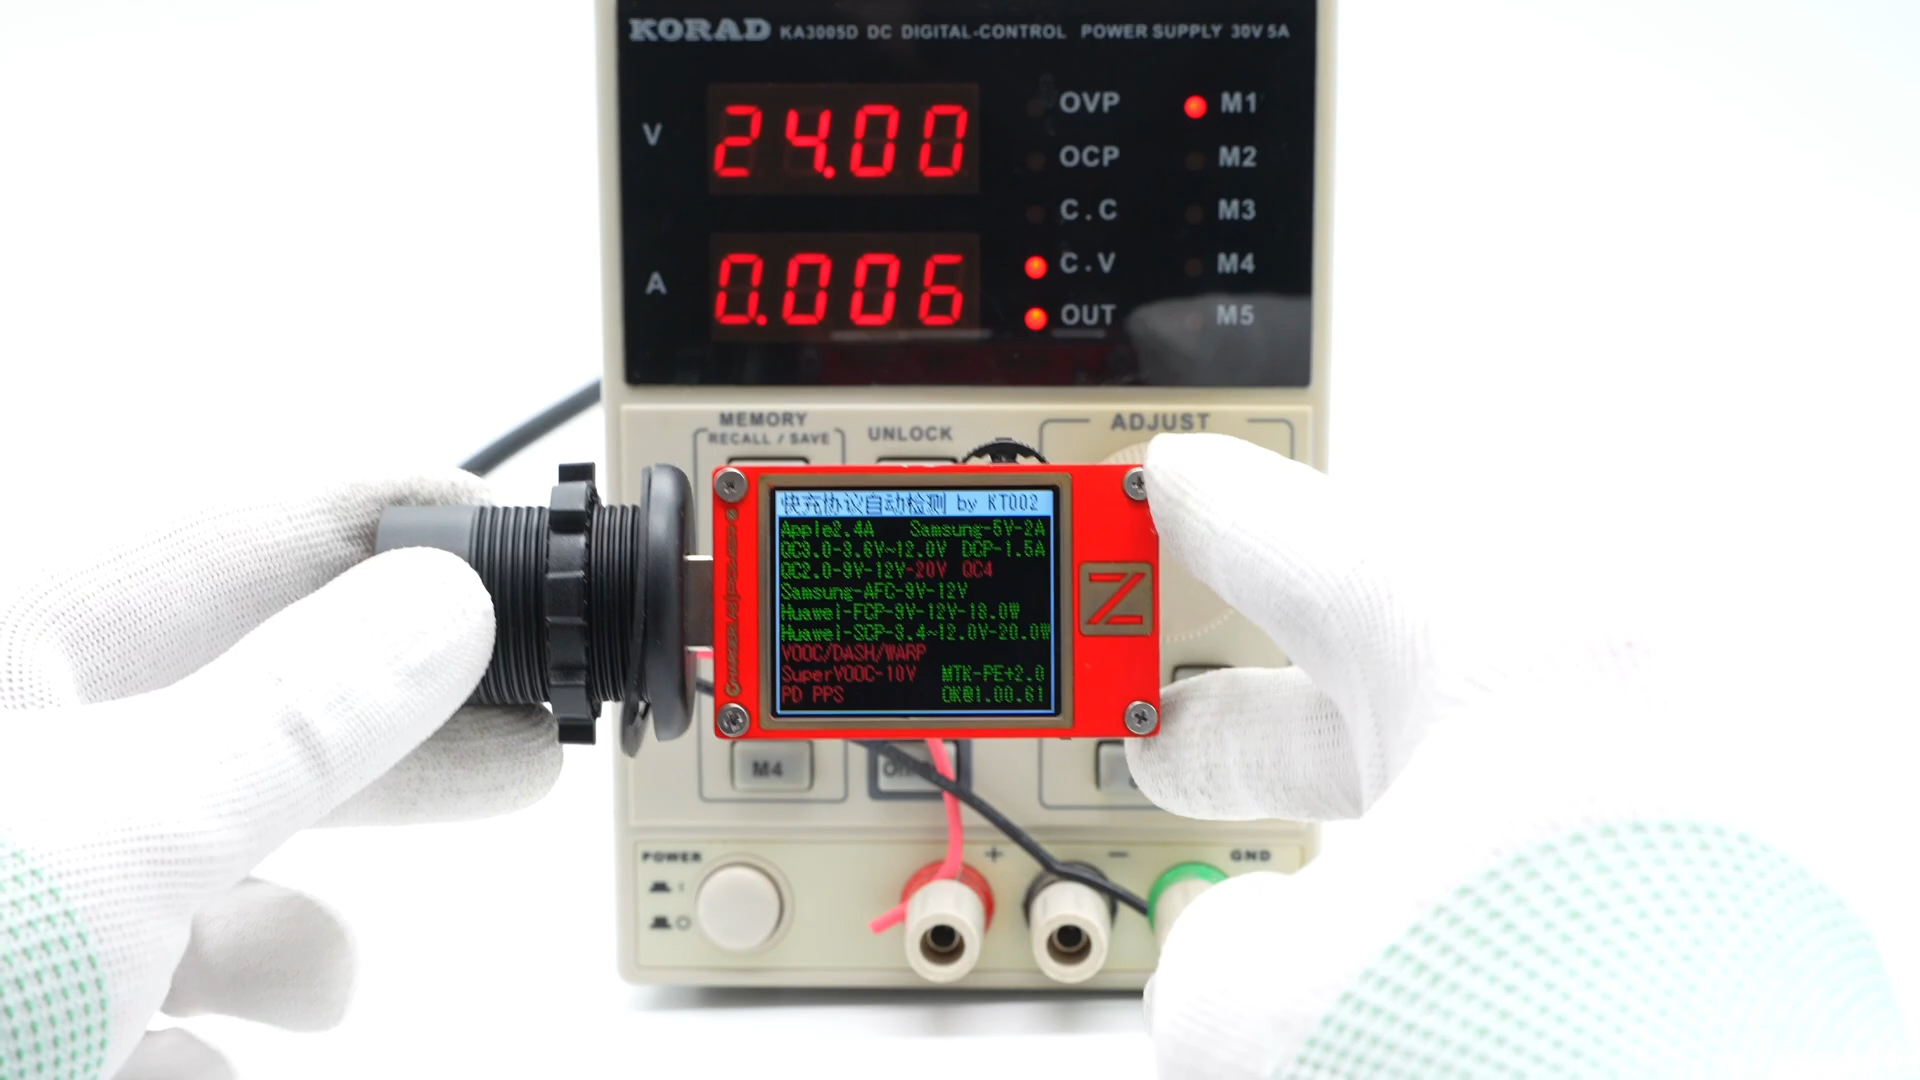 KORAD KA3005D DC DIGITAL-CONTROL POWER SUPPLY 30V 5A
V 24.00
A 0.006
OVP M1
OCP M2
C.C M3
C.V M4
OUT M5
MEMORY
RECALL / SAVE
UNLOCK
ADJUST
快充协议自动检测 by KT002
Apple2.4A Samsung-5V-2A
QC3.0-3.6V~12.0V DCP-1.5A
QC2.0-9V-12V-20V QC4
Samsung-AFC-9V-12V
Huawei-FCP-9V-12V-18.0W
Huawei-SCP-3.4~12.0V-20.0W
VOOC/DASH/WARP
SuperVOOC-10V MTK-PE+2.0
PD PPS OK@1.00.61
M4
POWER
+ − GND